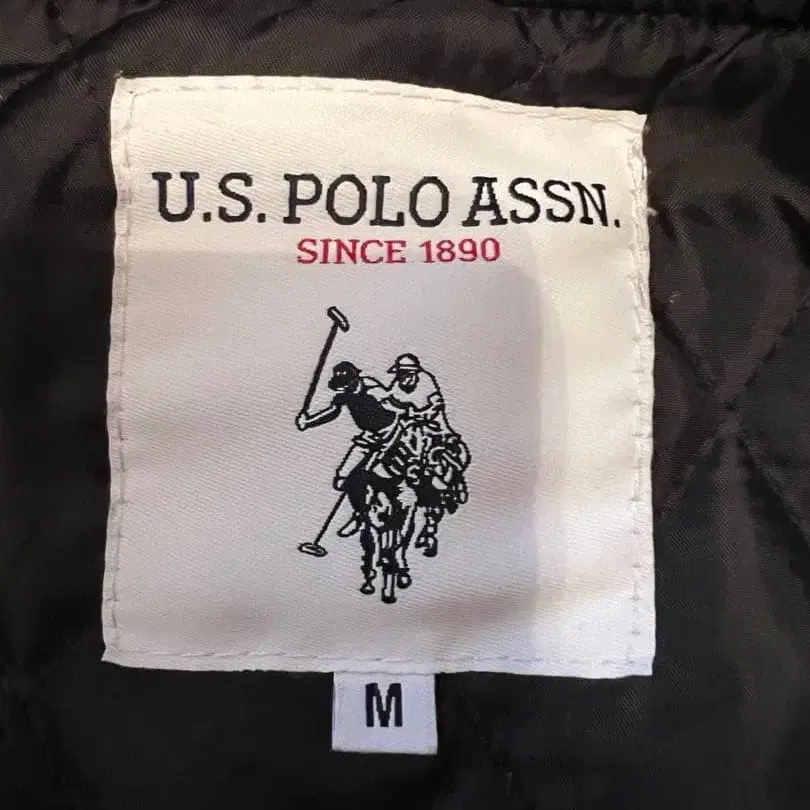 U.S. POLO ASSN.
SINCE 1890
M